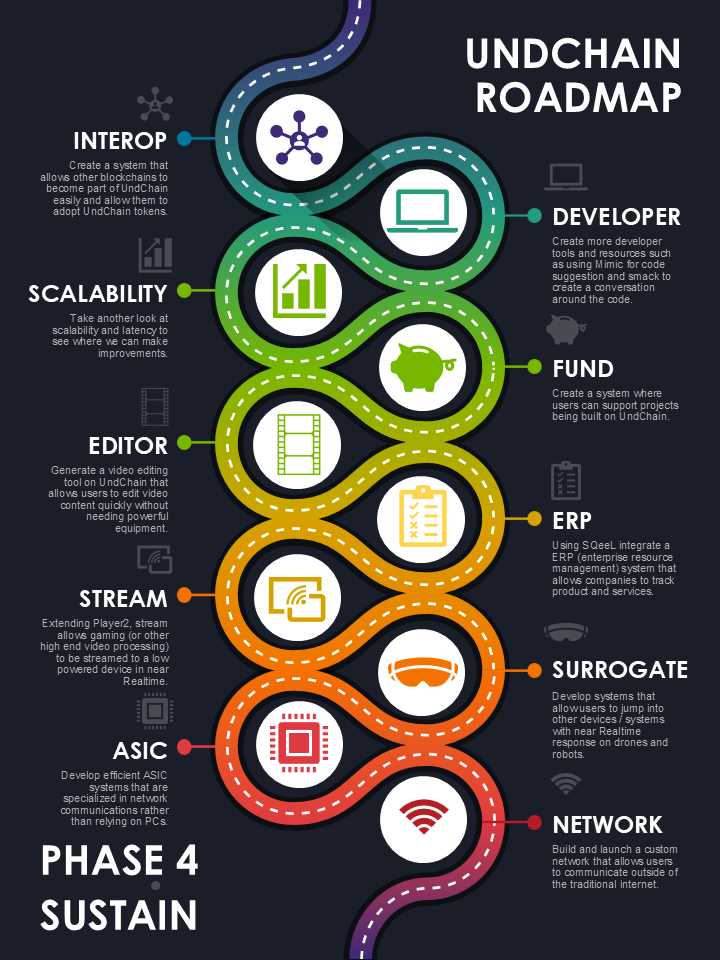 UNDCHAIN
ROADMAP
INTEROP
Create a system that
allows other blockchains to
become part of UndChain
easily and allow them to
adopt UndChain tokens.
DEVELOPER
Create more developer
tools and resources such
as using Mimic for code
suggestion and smack to
create a conversation
around the code.
SCALABILITY
Take another look at
scalability and latency to
see where we can make
improvements.
FUND
Create a system where
users can support projects
being built on UndChain.
EDITOR
Generate a video editing
tool on UndChain that
allows users to edit video
content quickly without
needing powerful
equipment.
ERP
Using SQeeL integrate a
ERP (enterprise resource
management) system that
allows companies to track
product and services.
STREAM
Extending Player2, stream
allows gaming (or other
high end video processing)
to be streamed to a low
powered device in near
Realtime.
SURROGATE
Develop systems that
allowusers to jump into
other devices / systems
with near Realtime
response on drones and
robots.
ASIC
Develop efficient ASIC
systems that are
specialized in network
communications rather
than relying on PCs.
NETWORK
Build and launch a custom
network that allows users
to communicate outside of
the traditional internet.
PHASE 4
SUSTAIN